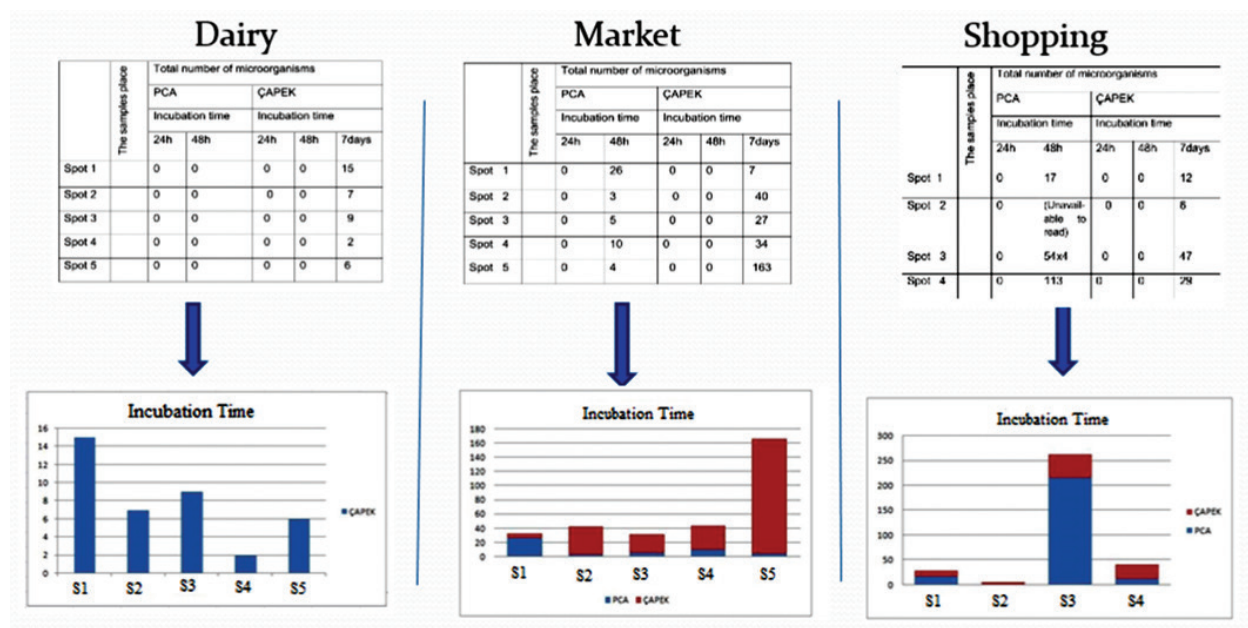 Dairy
The samples place
Total number of microorganisms
PCA ÇAPEK
Incubation time Incubation time
24h 48h 24h 48h 7days
Spot 1 0 0 0 0 15
Spot 2 0 0 0 0 7
Spot 3 0 0 0 0 9
Spot 4 0 0 0 0 2
Spot 5 0 0 0 0 6
Incubation Time
16
14
12
10
8
6
4
2
0
S1 S2 S3 S4 S5
ÇAPEK
Market
The samples place
Total number of microorganisms
PCA ÇAPEK
Incubation time Incubation time
24h 48h 24h 48h 7days
Spot 1 0 26 0 0 7
Spot 2 0 3 0 0 40
Spot 3 0 5 0 0 27
Spot 4 0 10 0 0 34
Spot 5 0 4 0 0 163
Incubation Time
180
160
140
120
100
80
60
40
20
0
S1 S2 S3 S4 S5
PCA ÇAPEK
Shopping
The samples place
Total number of microorganisms
PCA ÇAPEK
Incubation time Incubation time
24h 48h 24h 48h 7days
Spot 1 0 17 0 0 12
Spot 2 0 (Unavail- 0 0 6
able to
read)
Spot 3 0 54x4 0 0 47
Spot 4 0 113 0 0 29
Incubation Time
300
250
200
150
100
50
0
S1 S2 S3 S4
ÇAPEK
PCA